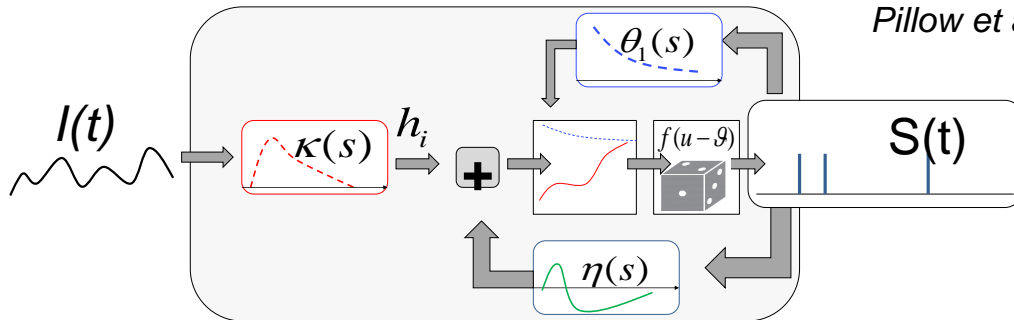 Pillow et a
θ₁(s)
I(t)
κ(s)
hᵢ
+
f(u-ϑ)
S(t)
η(s)